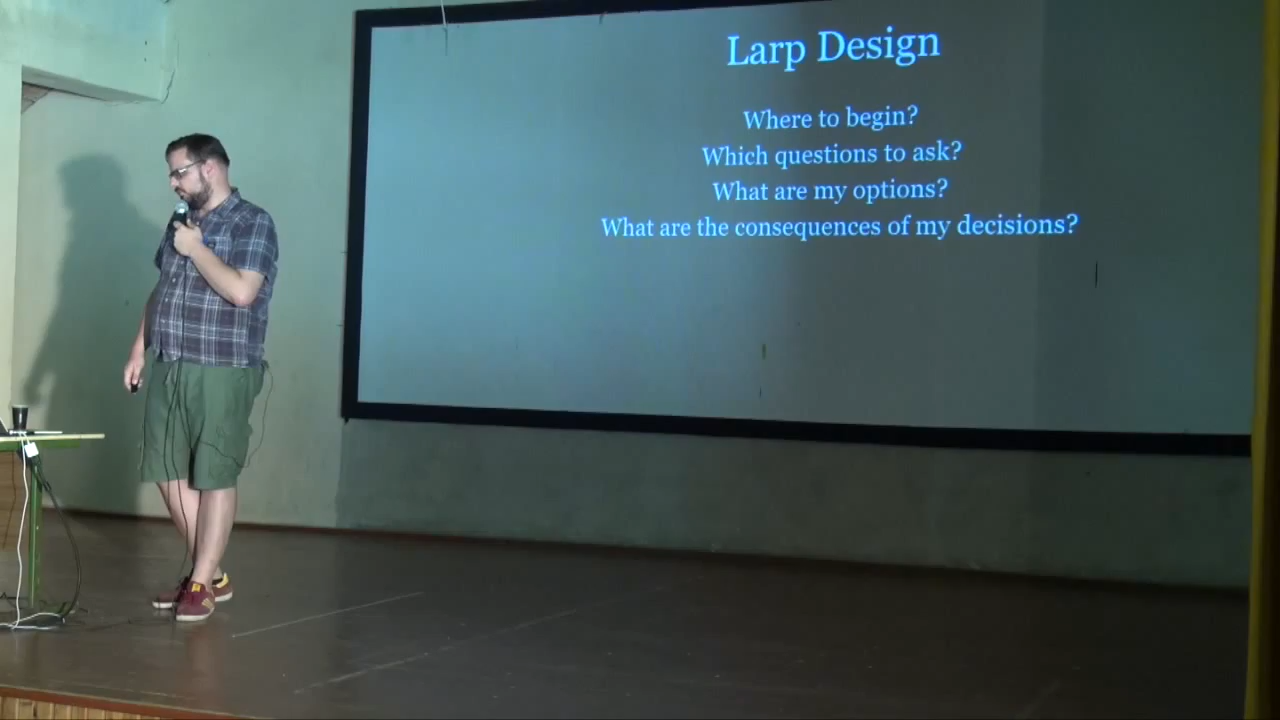 Larp Design
Where to begin?
Which questions to ask?
What are my options?
What are the consequences of my decisions?